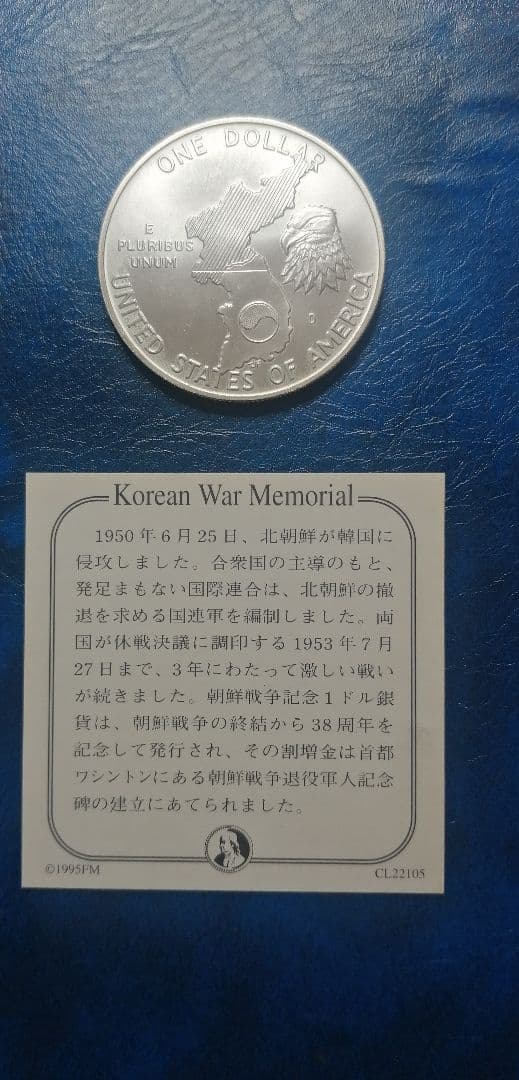 ONE DOLLAR
E
PLURIBUS
UNUM
D
UNITED STATES OF AMERICA
Korean War Memorial
1950年6月25日、北朝鮮が韓国に
侵攻しました。合衆国の主導のもと、
発足まもない国際連合は、北朝鮮の撤
退を求める国連軍を編制しました。両
国が休戦決議に調印する1953年7月
27日まで、3年にわたって激しい戦い
が続きました。朝鮮戦争記念1ドル銀
貨は、朝鮮戦争の終結から38周年を
記念して発行され、その割増金は首都
ワシントンにある朝鮮戦争退役軍人記念
碑の建立にあてられました。
©1995FM
CL22105